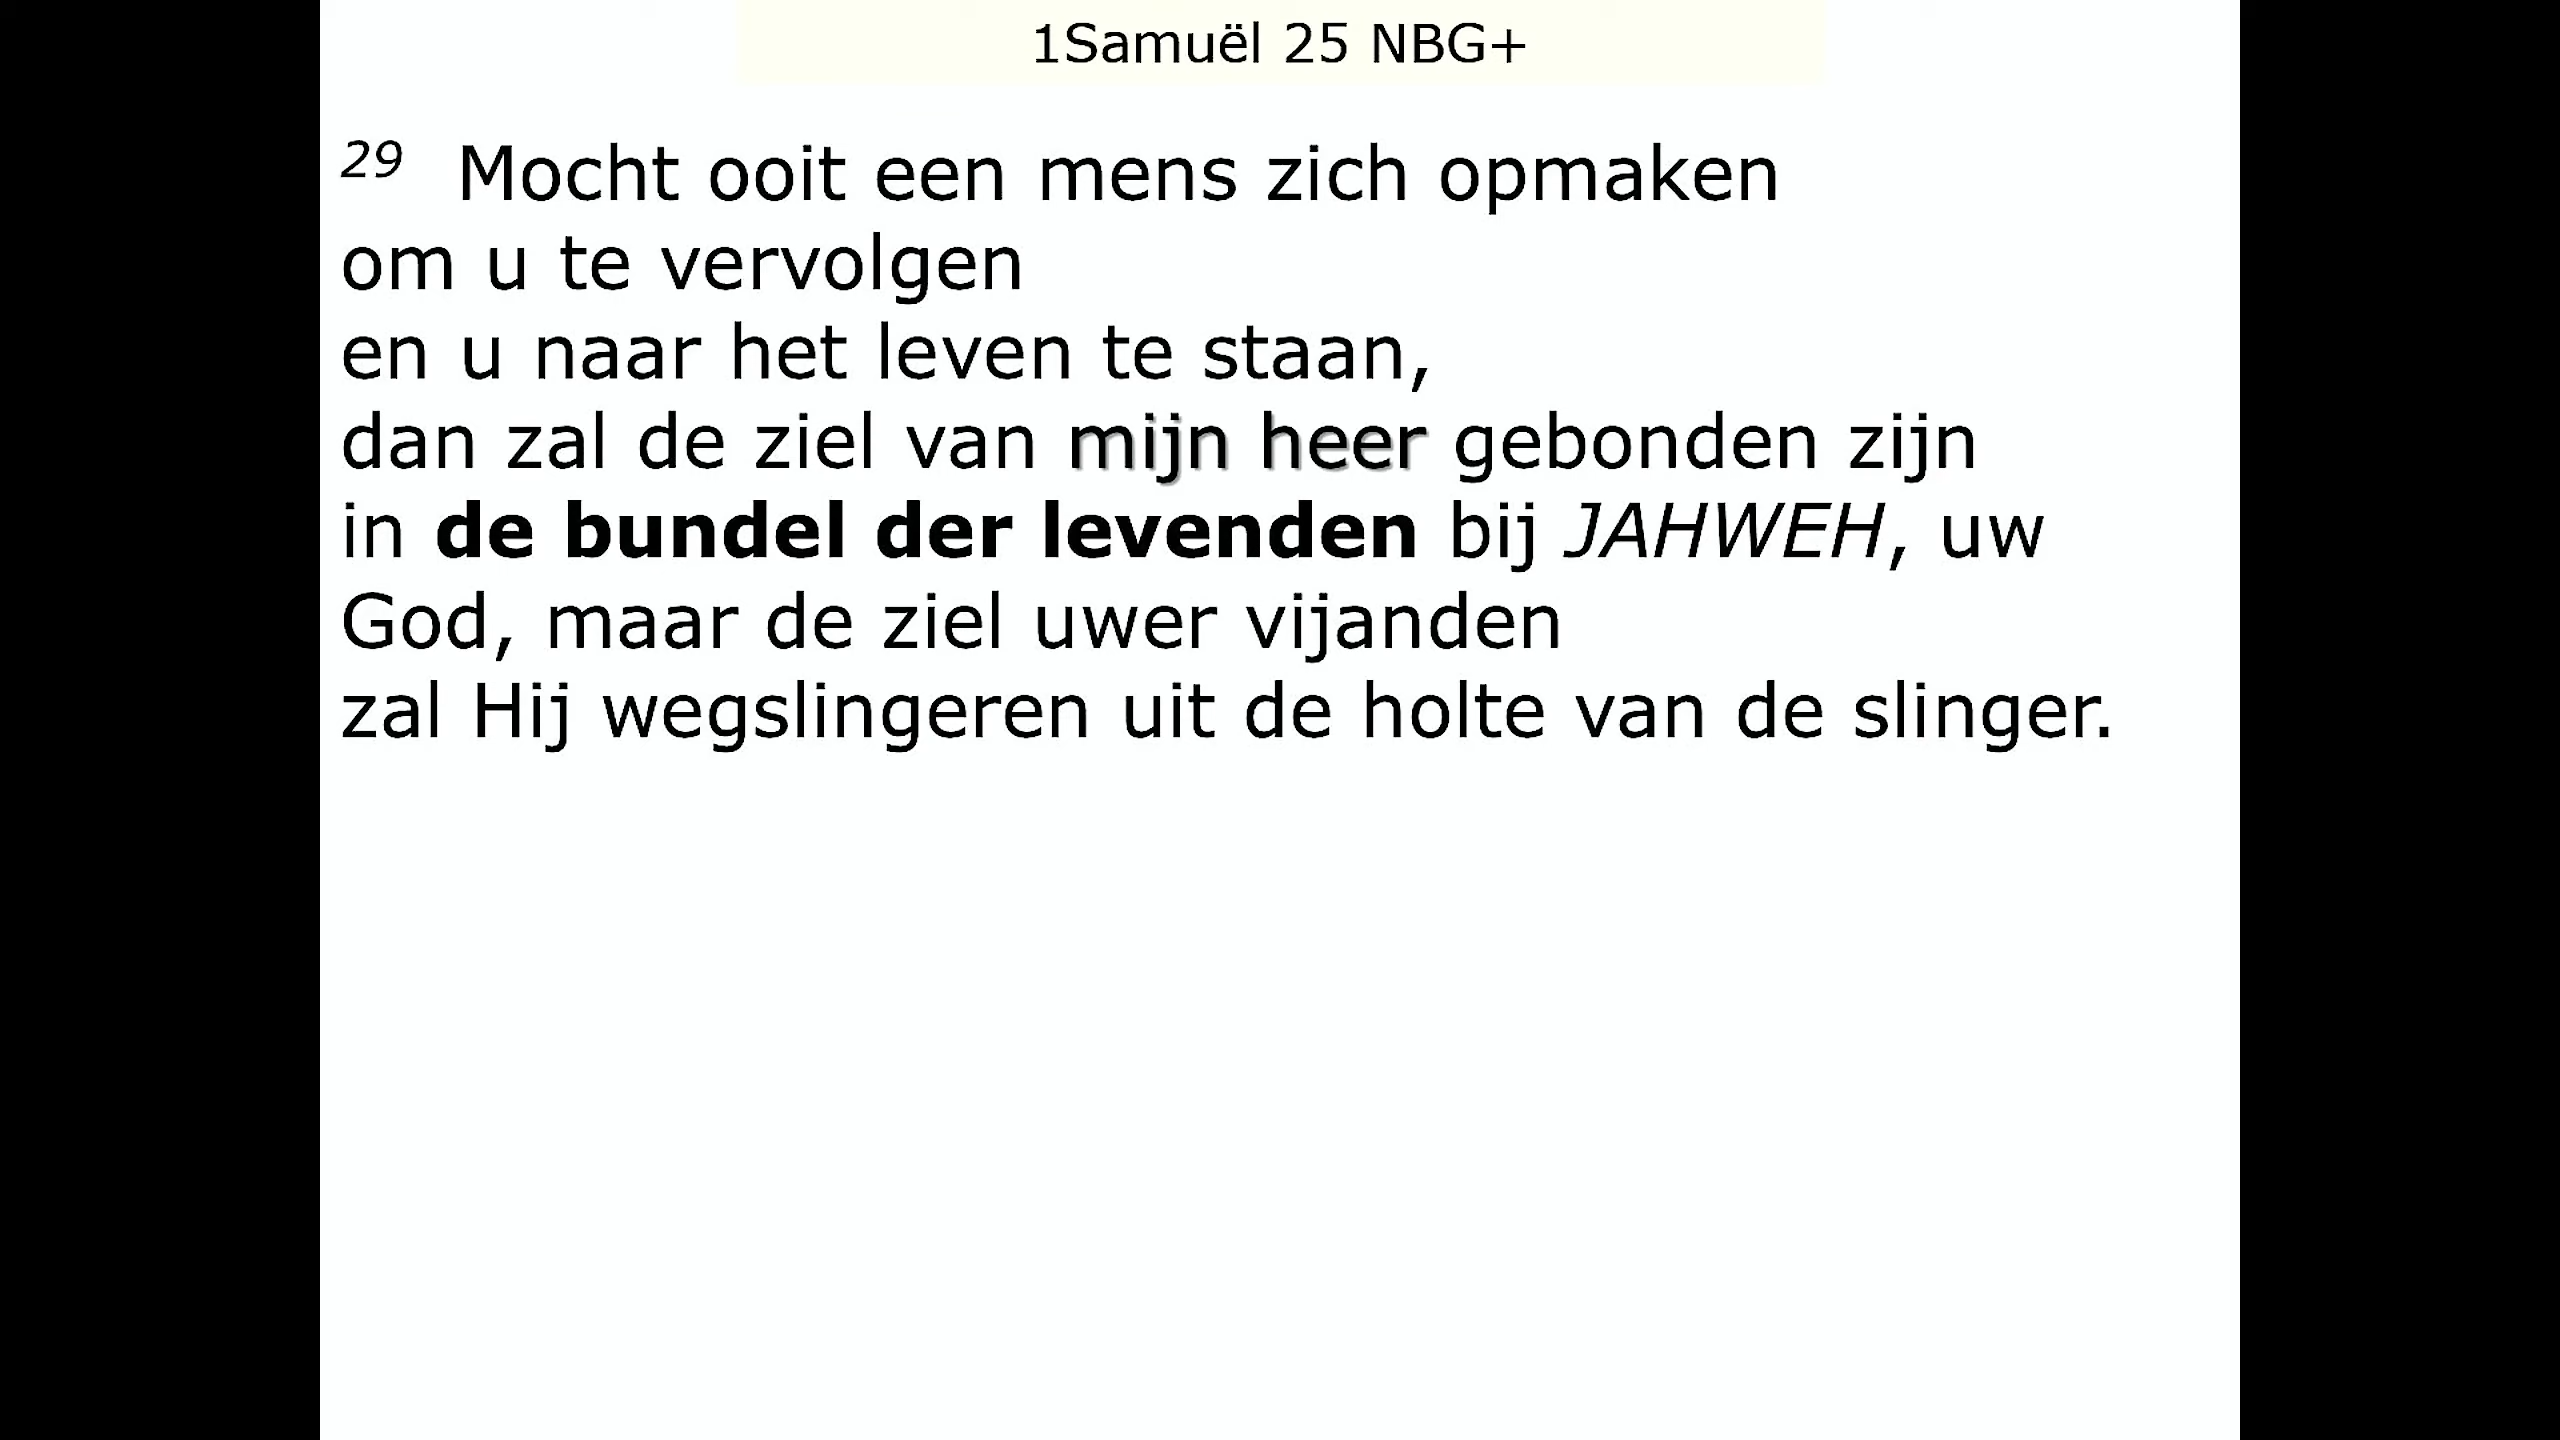 1Samuël 25 NBG+
29 Mocht ooit een mens zich opmaken
om u te vervolgen
en u naar het leven te staan,
dan zal de ziel van mijn heer gebonden zijn
in de bundel der levenden bij JAHWEH, uw
God, maar de ziel uwer vijanden
zal Hij wegslingeren uit de holte van de slinger.